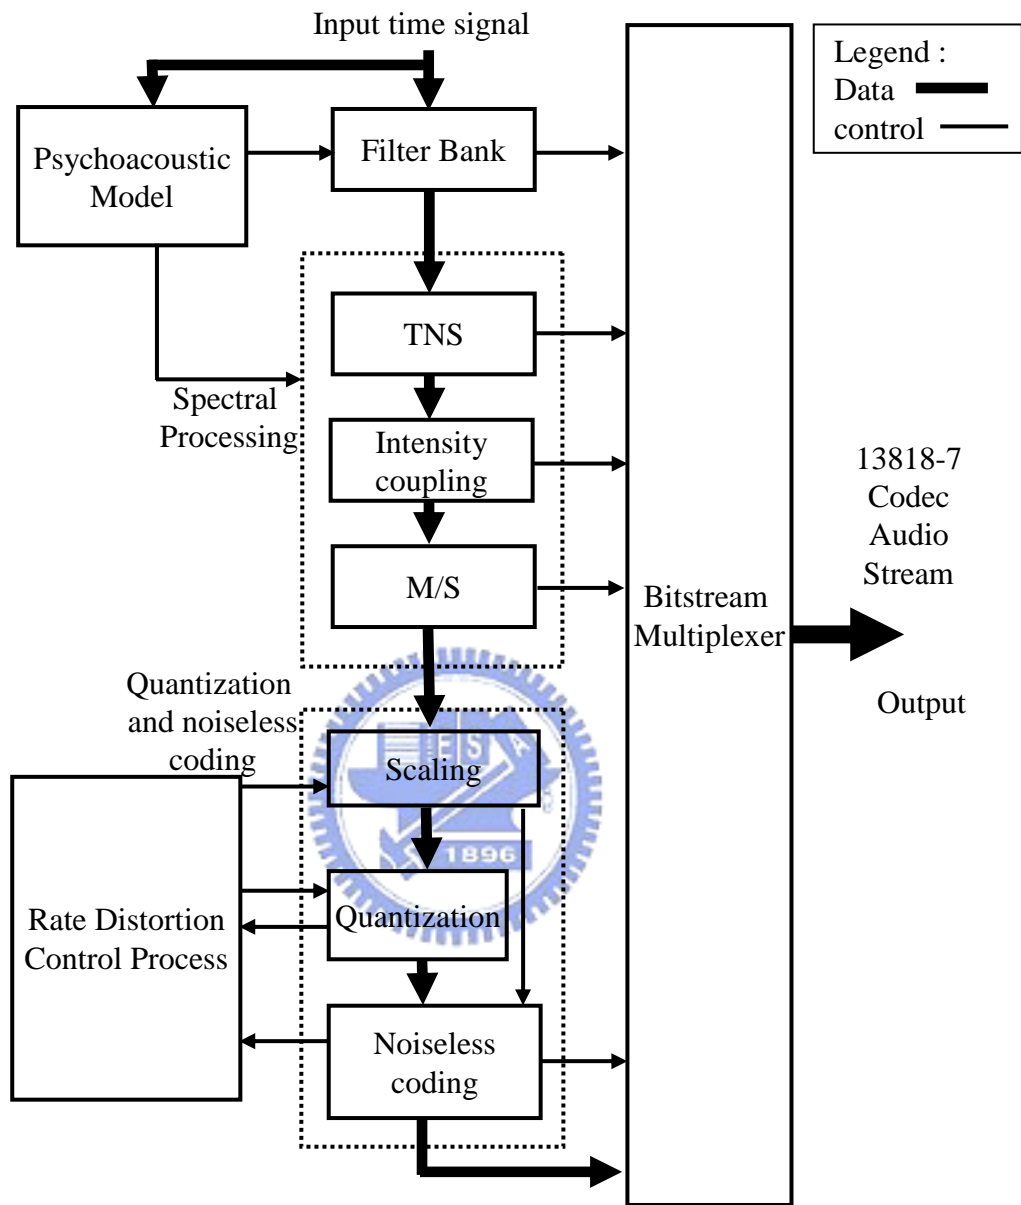 Input time signal
Legend :
Data
control
Psychoacoustic
Model
Filter Bank
TNS
Spectral
Processing
Intensity
coupling
M/S
13818-7
Codec
Audio
Stream
Bitstream
Multiplexer
Output
Quantization
and noiseless
coding
E S A
Scaling
1896
Quantization
Rate Distortion
Control Process
Noiseless
coding